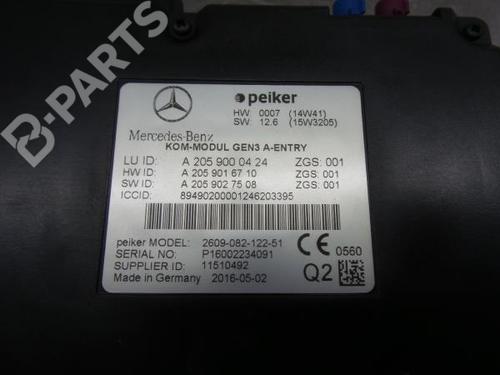 B-PARTS
peiker
HW 0007 (14W41)
SW: 12.6 (15W3205)
Mercedes-Benz
KOM-MODUL GEN3 A-ENTRY
LU ID: A 205 900 04 24 ZGS: 001
HW ID: A 205 901 67 10 ZGS: 001
SW ID: A 205 902 75 08 ZGS: 001
ICCID: 89490200001246203395
peiker MODEL: 2609-082-122-51
SERIAL NO: P16002234091
SUPPLIER ID: 11510492
Made in Germany 2016-05-02
CE 0560
Q2